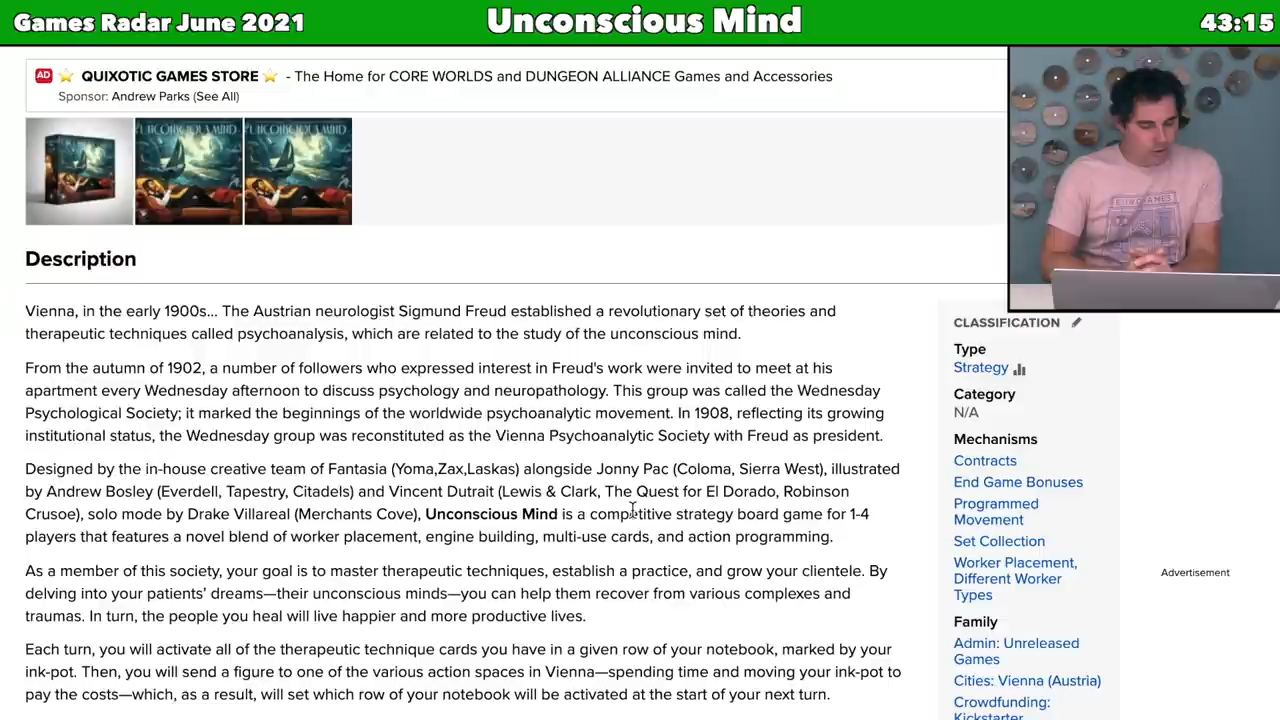 Games Radar June 2021
Unconscious Mind
43:15
AD
QUIXOTIC GAMES STORE - The Home for CORE WORLDS and DUNGEON ALLIANCE Games and Accessories
Sponsor: Andrew Parks (See All)
UNCONSCIOUS MIND
UNCONSCIOUS MIND
Description
Vienna, in the early 1900s... The Austrian neurologist Sigmund Freud established a revolutionary set of theories and
therapeutic techniques called psychoanalysis, which are related to the study of the unconscious mind.
From the autumn of 1902, a number of followers who expressed interest in Freud's work were invited to meet at his
apartment every Wednesday afternoon to discuss psychology and neuropathology. This group was called the Wednesday
Psychological Society; it marked the beginnings of the worldwide psychoanalytic movement. In 1908, reflecting its growing
institutional status, the Wednesday group was reconstituted as the Vienna Psychoanalytic Society with Freud as president.
Designed by the in-house creative team of Fantasia (Yoma,Zax,Laskas) alongside Jonny Pac (Coloma, Sierra West), illustrated
by Andrew Bosley (Everdell, Tapestry, Citadels) and Vincent Dutrait (Lewis & Clark, The Quest for El Dorado, Robinson
Crusoe), solo mode by Drake Villareal (Merchants Cove), Unconscious Mind is a competitive strategy board game for 1-4
players that features a novel blend of worker placement, engine building, multi-use cards, and action programming.
As a member of this society, your goal is to master therapeutic techniques, establish a practice, and grow your clientele. By
delving into your patients' dreams—their unconscious minds—you can help them recover from various complexes and
traumas. In turn, the people you heal will live happier and more productive lives.
Each turn, you will activate all of the therapeutic technique cards you have in a given row of your notebook, marked by your
ink-pot. Then, you will send a figure to one of the various action spaces in Vienna—spending time and moving your ink-pot to
pay the costs—which, as a result, will set which row of your notebook will be activated at the start of your next turn.
EUROGAMES
CLASSIFICATION
Type
Strategy
Category
N/A
Mechanisms
Contracts
End Game Bonuses
Programmed
Movement
Set Collection
Worker Placement,
Different Worker
Types
Family
Admin: Unreleased
Games
Cities: Vienna (Austria)
Crowdfunding:
Kickstarter
Advertisement